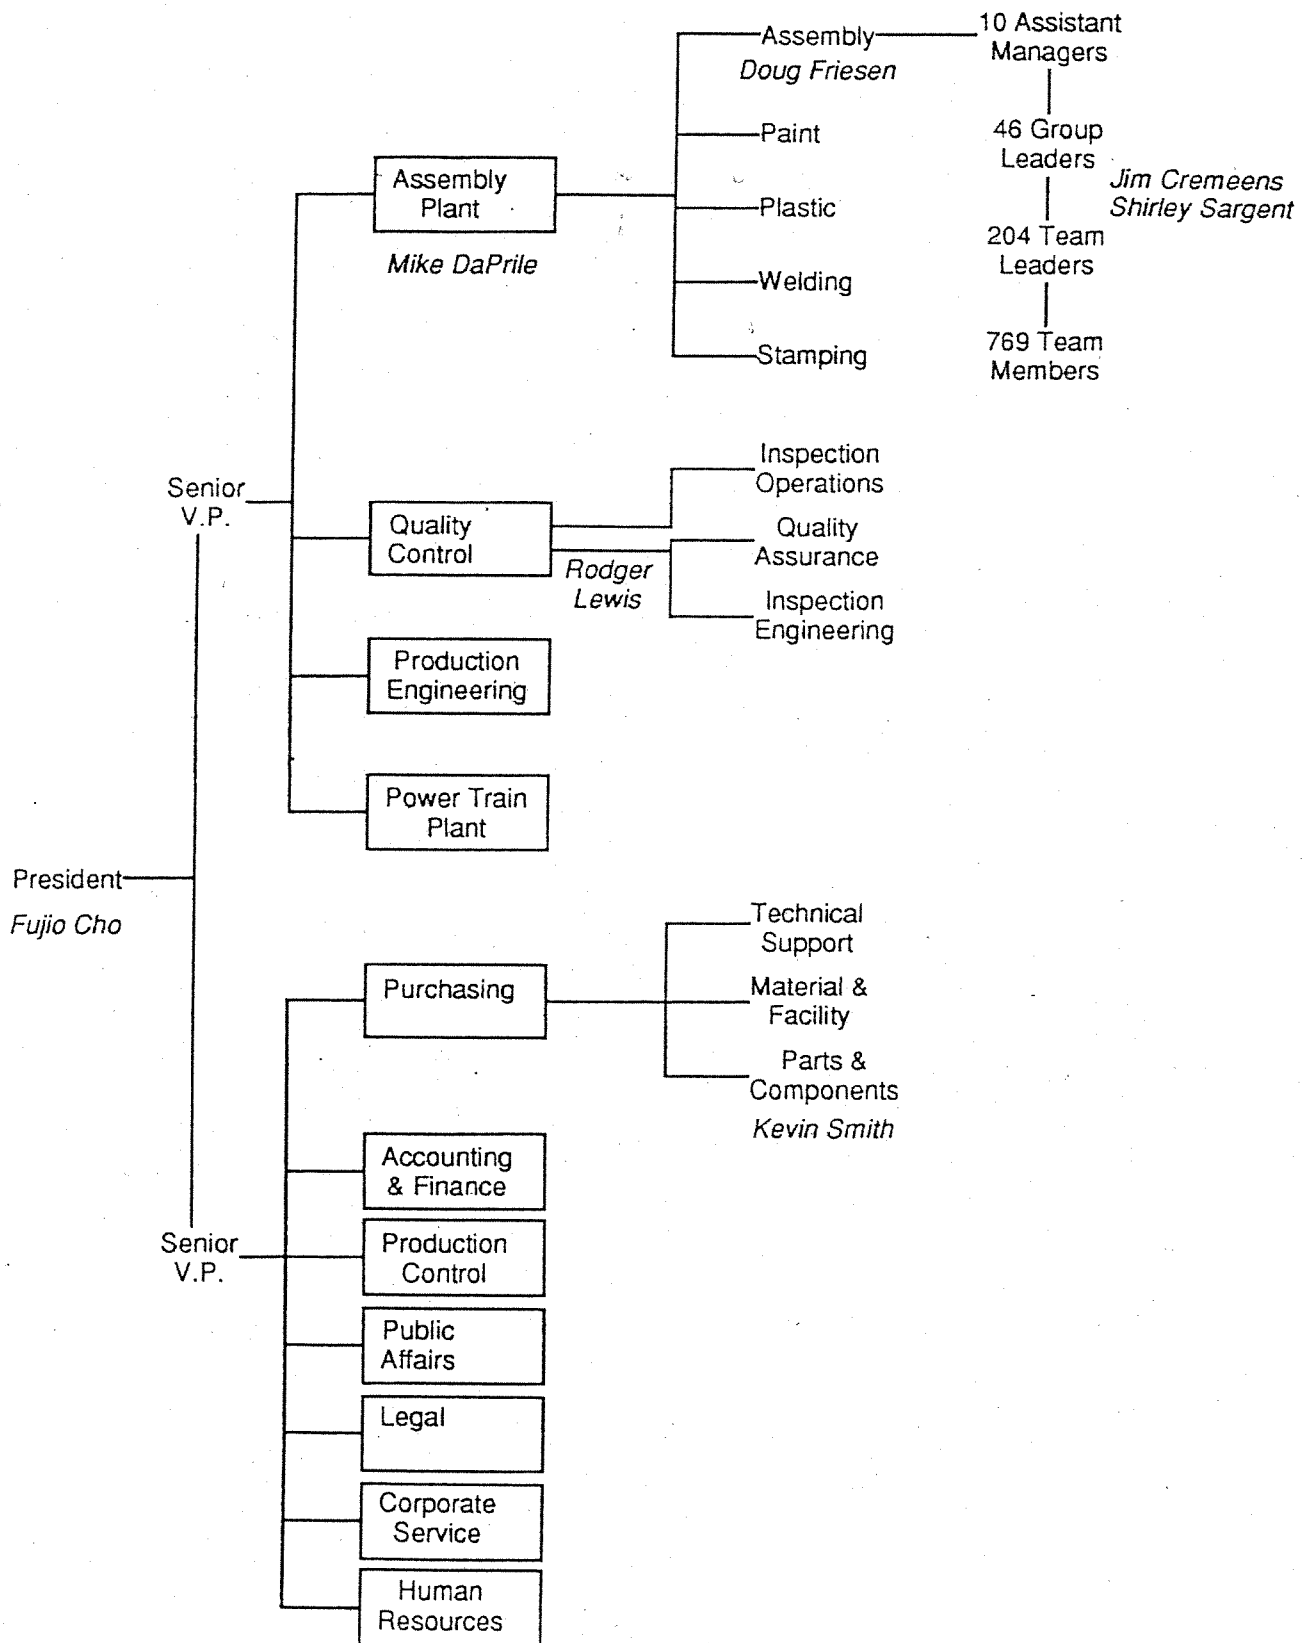 President
Fujio Cho
Senior
V.P.
Assembly
Plant
Mike DaPrile
Assembly
Doug Friesen
10 Assistant
Managers
46 Group
Leaders
Jim Cremeens
Shirley Sargent
204 Team
Leaders
769 Team
Members
Paint
Plastic
Welding
Stamping
Quality
Control
Rodger
Lewis
Inspection
Operations
Quality
Assurance
Inspection
Engineering
Production
Engineering
Power Train
Plant
Senior
V.P.
Purchasing
Technical
Support
Material &
Facility
Parts &
Components
Kevin Smith
Accounting
& Finance
Production
Control
Public
Affairs
Legal
Corporate
Service
Human
Resources